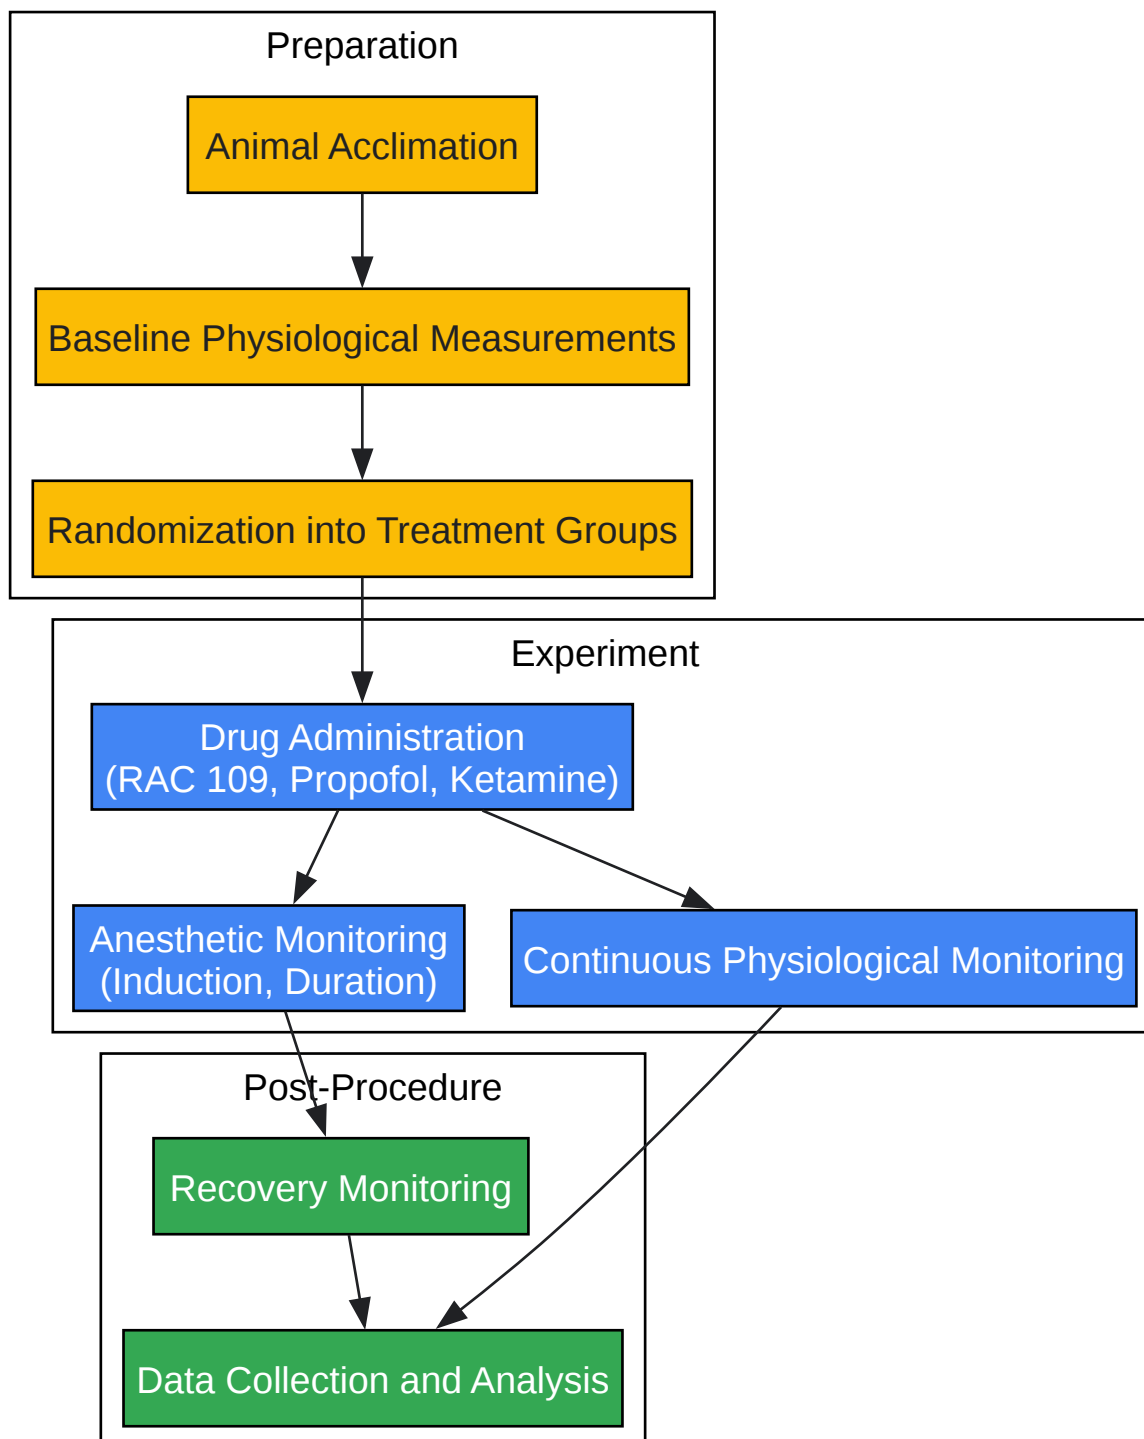 Preparation
Animal Acclimation
Baseline Physiological Measurements
Randomization into Treatment Groups
Experiment
Drug Administration
(RAC 109, Propofol, Ketamine)
Anesthetic Monitoring
(Induction, Duration)
Continuous Physiological Monitoring
Post-Procedure
Recovery Monitoring
Data Collection and Analysis